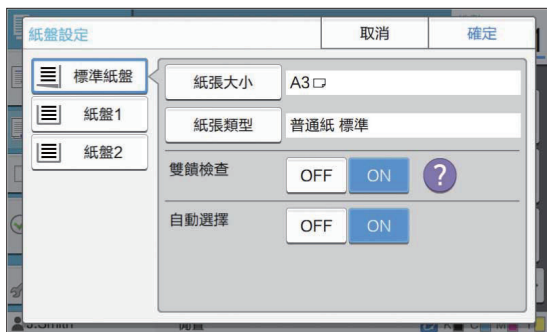 紙盤設定 取消 確定
標準紙盤 紙張大小 A3
紙盤1 紙張類型 普通紙 標準
紙盤2
雙饋檢查 OFF ON ?
自動選擇 OFF ON
J.Smith